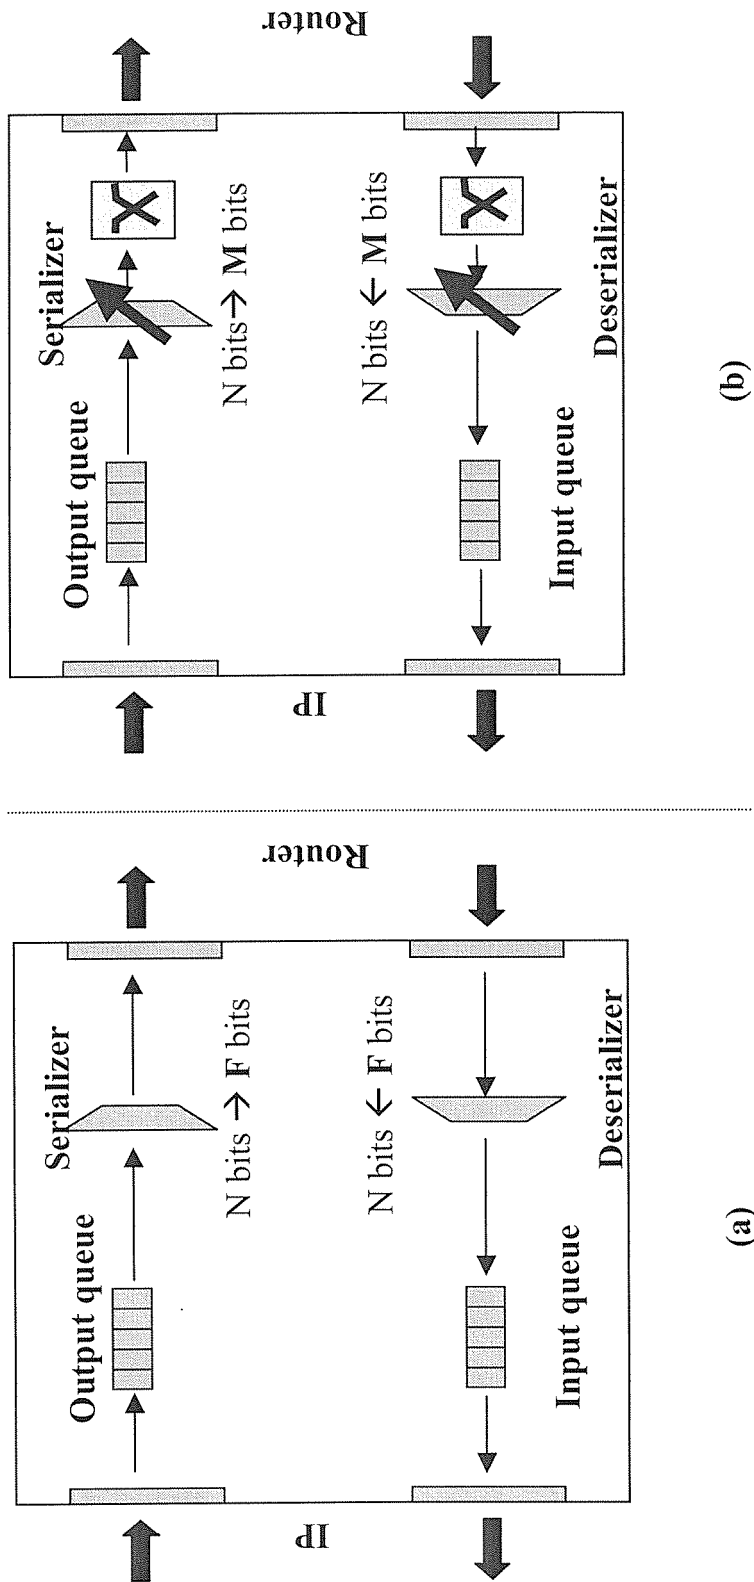 Output queue
Serializer
N bits → F bits
IP
Router
N bits ← F bits
Input queue
Deserializer
(a)
Output queue
Serializer
N bits → M bits
IP
Router
N bits ← M bits
Input queue
Deserializer
(b)